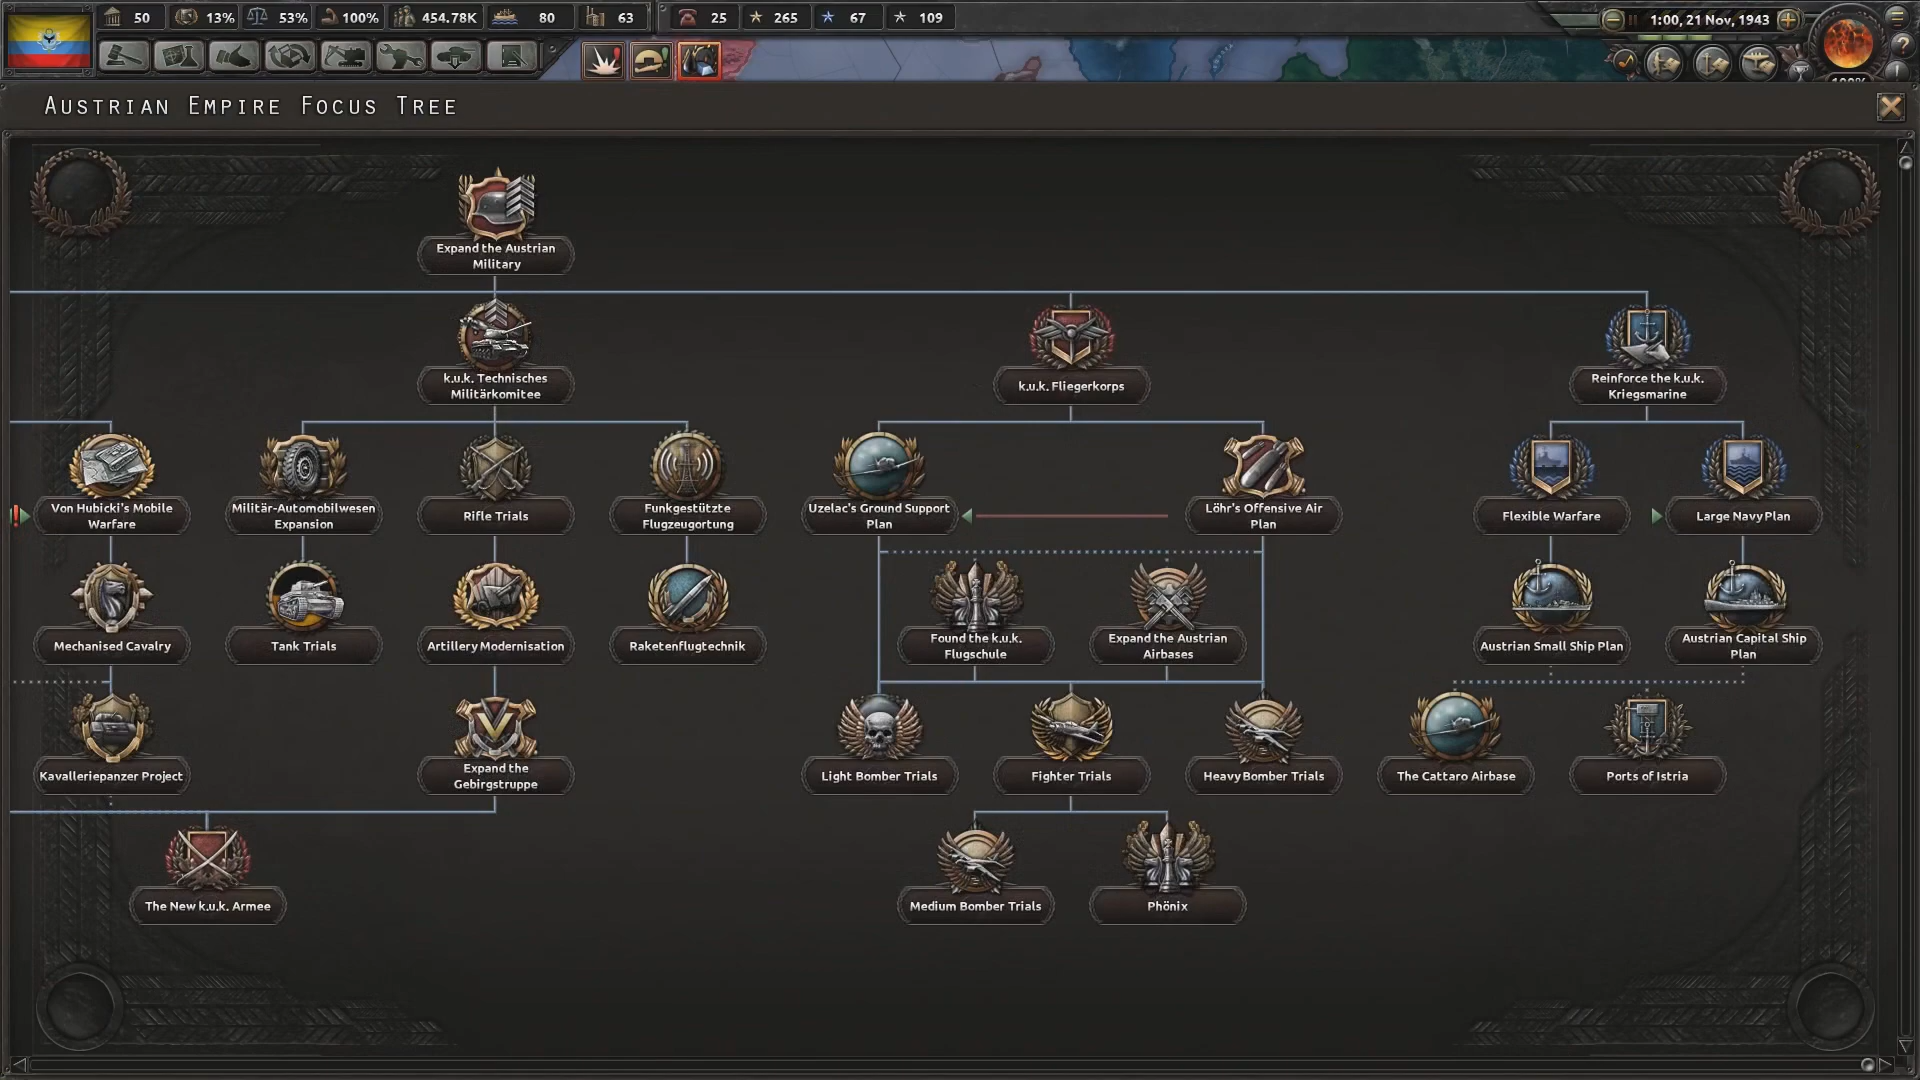 50
13%
53%
100%
454.78K
80
63
25
265
67
109
1:00, 21 Nov, 1943
100%
Austrian Empire Focus Tree
Expand the Austrian
Military
k.u.k. Technisches
Militärkomitee
k.u.k. Fliegerkorps
Reinforce the k.u.k.
Kriegsmarine
Von Hubicki's Mobile
Warfare
Militär-Automobilwesen
Expansion
Rifle Trials
Funkgestützte
Flugzeugortung
Uzelac's Ground Support
Plan
Löhr's Offensive Air
Plan
Flexible Warfare
Large Navy Plan
Mechanised Cavalry
Tank Trials
Artillery Modernisation
Raketenflugtechnik
Found the k.u.k.
Flugschule
Expand the Austrian
Airbases
Austrian Small Ship Plan
Austrian Capital Ship
Plan
Kavalleriepanzer Project
Expand the
Gebirgstruppe
Light Bomber Trials
Fighter Trials
Heavy Bomber Trials
The Cattaro Airbase
Ports of Istria
The New k.u.k. Armee
Medium Bomber Trials
Phönix